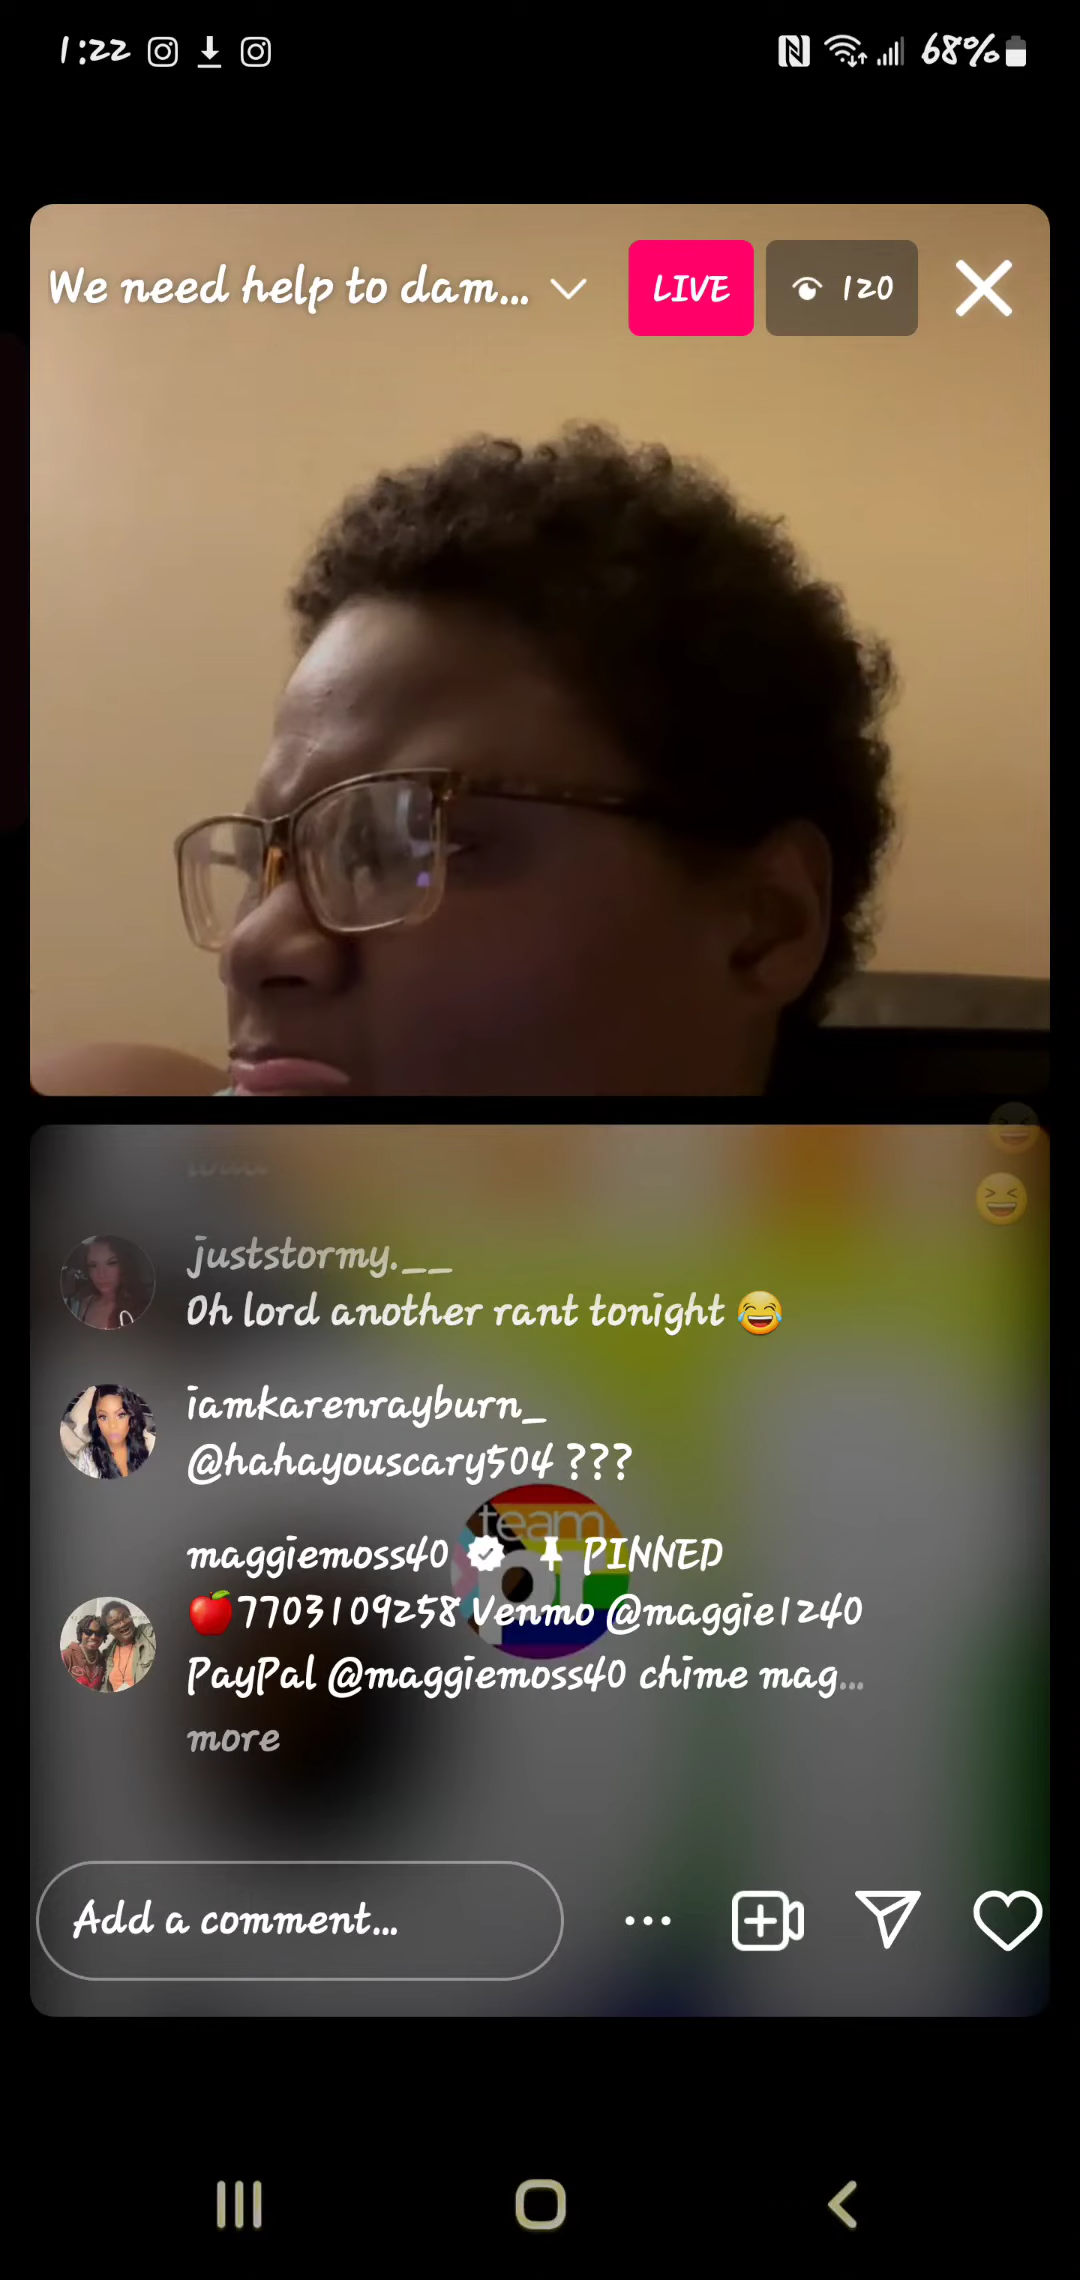 1:22
68%
We need help to dam...
LIVE
120
juststormy.__
Oh lord another rant tonight 😂
iamkarenrayburn_
@hahayouscary504 ???
team
maggiemoss40 PINNED
🍎7703109258 Venmo @maggie1240
PayPal @maggiemoss40 chime mag...
more
Add a comment...